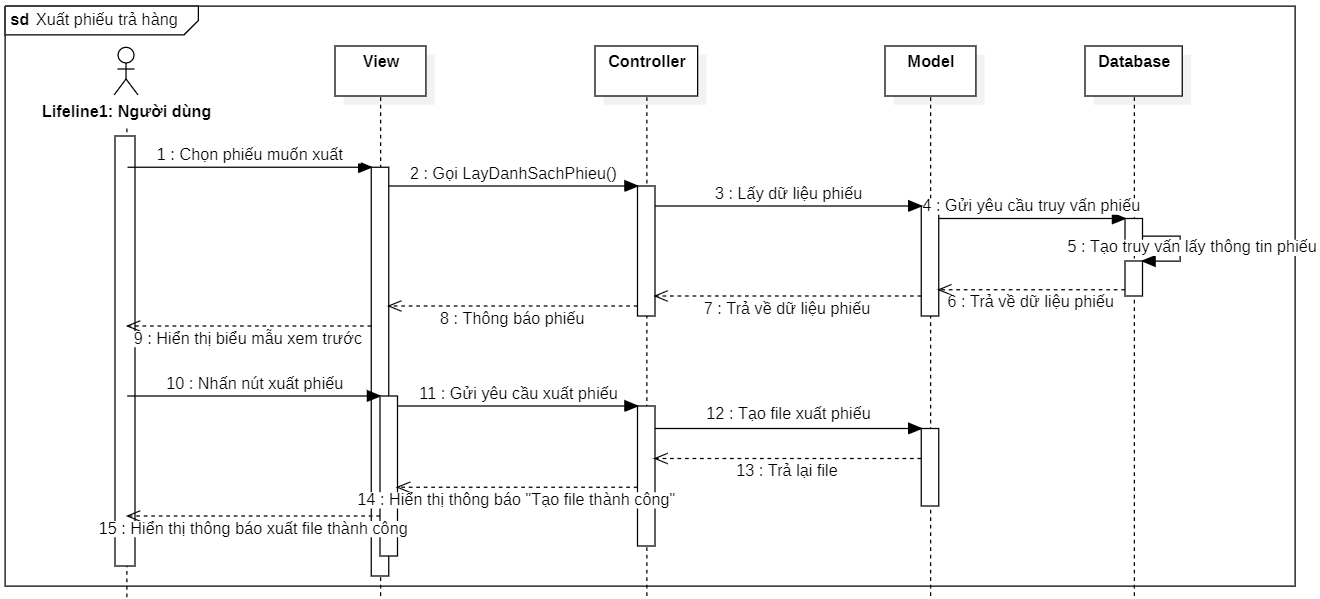 sd Xuất phiếu trả hàng
Lifeline1: Người dùng
View
Controller
Model
Database
1 : Chọn phiếu muốn xuất
2 : Gọi LayDanhSachPhieu()
3 : Lấy dữ liệu phiếu
4 : Gửi yêu cầu truy vấn phiếu
5 : Tạo truy vấn lấy thông tin phiếu
6 : Trả về dữ liệu phiếu
7 : Trả về dữ liệu phiếu
8 : Thông báo phiếu
9 : Hiển thị biểu mẫu xem trước
10 : Nhấn nút xuất phiếu
11 : Gửi yêu cầu xuất phiếu
12 : Tạo file xuất phiếu
13 : Trả lại file
14 : Hiển thị thông báo "Tạo file thành công"
15 : Hiển thị thông báo xuất file thành công